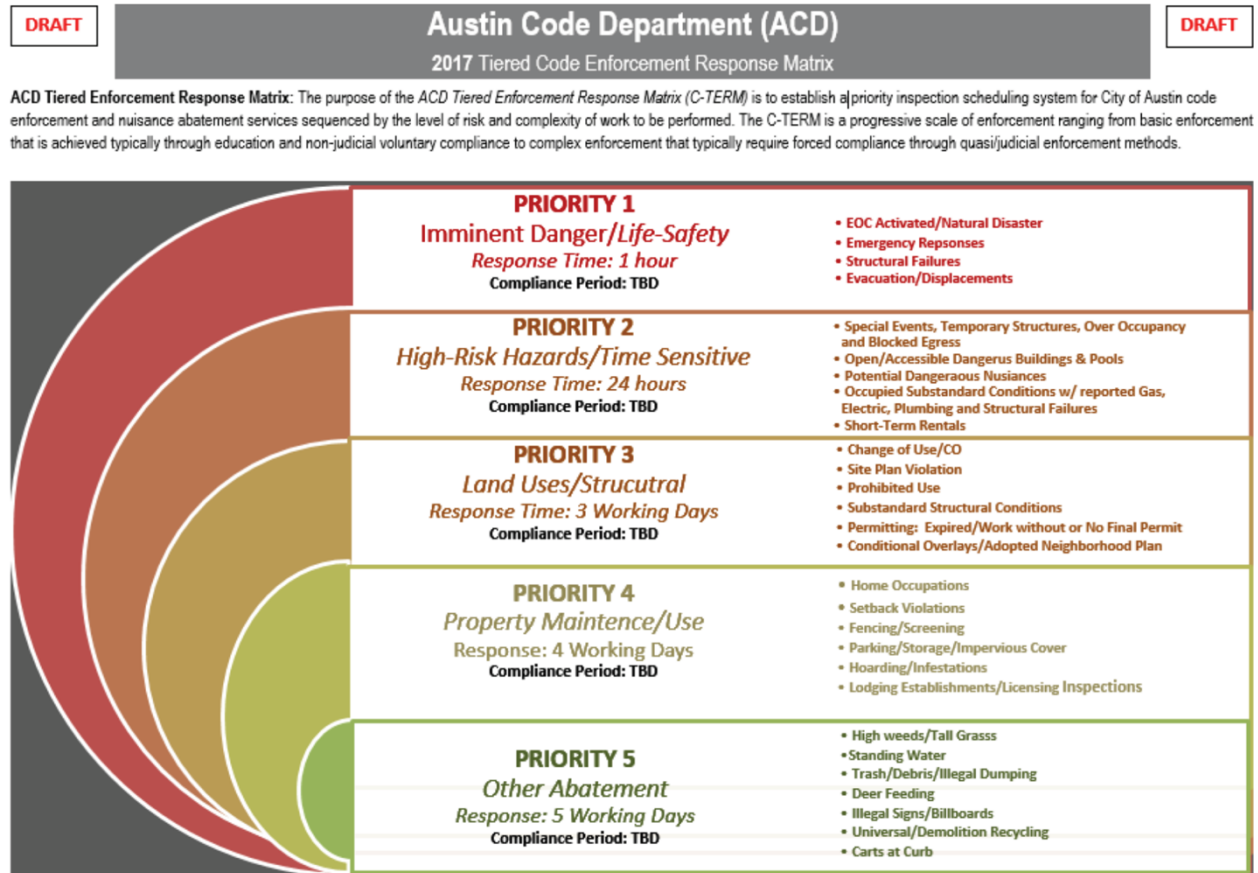 DRAFT
Austin Code Department (ACD)
DRAFT
2017 Tiered Code Enforcement Response Matrix
ACD Tiered Enforcement Response Matrix: The purpose of the ACD Tiered Enforcement Response Matrix (C-TERM) is to establish a priority inspection scheduling system for City of Austin code
enforcement and nuisance abatement services sequenced by the level of risk and complexity of work to be performed. The C-TERM is a progressive scale of enforcement ranging from basic enforcement
that is achieved typically through education and non-judicial voluntary compliance to complex enforcement that typically require forced compliance through quasi/judicial enforcement methods.
PRIORITY 1
Imminent Danger/Life-Safety
Response Time: 1 hour
Compliance Period: TBD
• EOC Activated/Natural Disaster
• Emergency Repsonses
• Structural Failures
• Evacuation/Displacements
PRIORITY 2
High-Risk Hazards/Time Sensitive
Response Time: 24 hours
Compliance Period: TBD
• Special Events, Temporary Structures, Over Occupancy
and Blocked Egress
• Open/Accessible Dangerus Buildings & Pools
• Potential Dangeraous Nusiances
• Occupied Substandard Conditions w/ reported Gas,
Electric, Plumbing and Structural Failures
• Short-Term Rentals
PRIORITY 3
Land Uses/Strucutral
Response Time: 3 Working Days
Compliance Period: TBD
• Change of Use/CO
• Site Plan Violation
• Prohibited Use
• Substandard Structural Conditions
• Permitting: Expired/Work without or No Final Permit
• Conditional Overlays/Adopted Neighborhood Plan
PRIORITY 4
Property Maintence/Use
Response: 4 Working Days
Compliance Period: TBD
• Home Occupations
• Setback Violations
• Fencing/Screening
• Parking/Storage/Impervious Cover
• Hoarding/Infestations
• Lodging Establishments/Licensing Inspections
PRIORITY 5
Other Abatement
Response: 5 Working Days
Compliance Period: TBD
• High weeds/Tall Grasss
•Standing Water
• Trash/Debris/Illegal Dumping
• Deer Feeding
• Illegal Signs/Billboards
• Universal/Demolition Recycling
• Carts at Curb